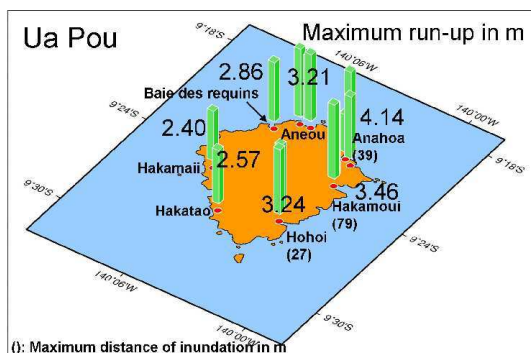 Ua Pou
Maximum run-up in m
9°18'S
140°06'W
2.86
3.21
140°00'W
Baie des requins
9°24'S
4.14
2.40
Aneou
Anahoa
9°18'S
(39)
2.57
Hakamaii
3.46
9°30'S
Hakatao
3.24
Hakamoui
(79)
9°24'S
Hohoi
(27)
140°06'W
9°30'S
140°00'W
(): Maximum distance of inundation in m